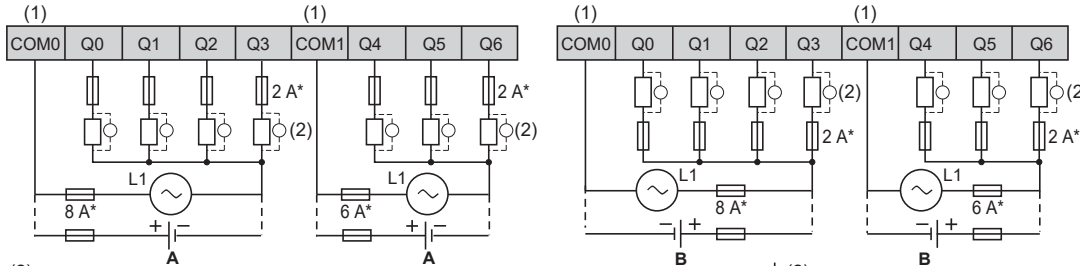 (1) (1) (1) (1)
COM0 Q0 Q1 Q2 Q3 COM1 Q4 Q5 Q6 COM0 Q0 Q1 Q2 Q3 COM1 Q4 Q5 Q6
2 A* 2 A* (2) (2
(2) (2) 2 A* 2 A*
L1 L1 L1 L1
8 A* 6 A* 8 A* 6 A*
+ − + − − + − +
A A B B